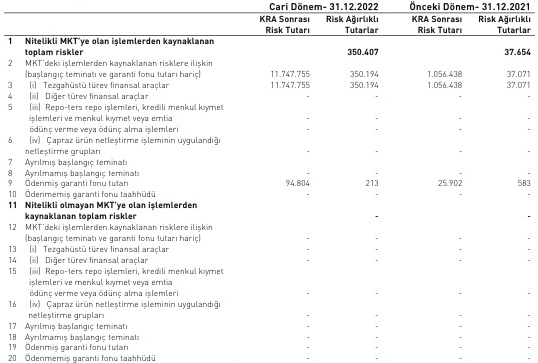 Cari Dönem- 31.12.2022 Önceki Dönem- 31.12.2021
KRA Sonrası Risk Ağırlıklı KRA Sonrası Risk Ağırlıklı
Risk Tutarı Tutarlar Risk Tutarı Tutarlar
1 Nitelikli MKT'ye olan işlemlerden kaynaklanan
toplam riskler 350.407 37.654
2 MKT'deki işlemlerden kaynaklanan risklere ilişkin
(başlangıç teminatı ve garanti fonu tutarı hariç) 11.747.755 350.194 1.056.438 37.071
3 (i) Tezgahüstü türev finansal araçlar 11.747.755 350.194 1.056.438 37.071
4 (ii) Diğer türev finansal araçlar - - - -
5 (iii) Repo-ters repo işlemleri, kredili menkul kıymet
işlemleri ve menkul kıymet veya emtia
ödünç verme veya ödünç alma işlemleri - - - -
6 (iv) Çapraz ürün netleştirme işleminin uygulandığı
netleştirme grupları - - - -
7 Ayrılmış başlangıç teminatı - - - -
8 Ayrılmamış başlangıç teminatı - - - -
9 Ödenmiş garanti fonu tutarı 94.804 213 25.902 583
10 Ödenmemiş garanti fonu taahhüdü - - - -
11 Nitelikli olmayan MKT'ye olan işlemlerden
kaynaklanan toplam riskler - -
12 MKT'deki işlemlerden kaynaklanan risklere ilişkin
(başlangıç teminatı ve garanti fonu tutarı hariç) - - - -
13 (i) Tezgahüstü türev finansal araçlar - - - -
14 (ii) Diğer türev finansal araçlar - - - -
15 (iii) Repo-ters repo işlemleri, kredili menkul kıymet
işlemleri ve menkul kıymet veya emtia
ödünç verme veya ödünç alma işlemleri - - - -
16 (iv) Çapraz ürün netleştirme işleminin uygulandığı
netleştirme grupları - - - -
17 Ayrılmış başlangıç teminatı - - - -
18 Ayrılmamış başlangıç teminatı - - - -
19 Ödenmiş garanti fonu tutarı - - - -
20 Ödenmemiş garanti fonu taahhüdü - - - -